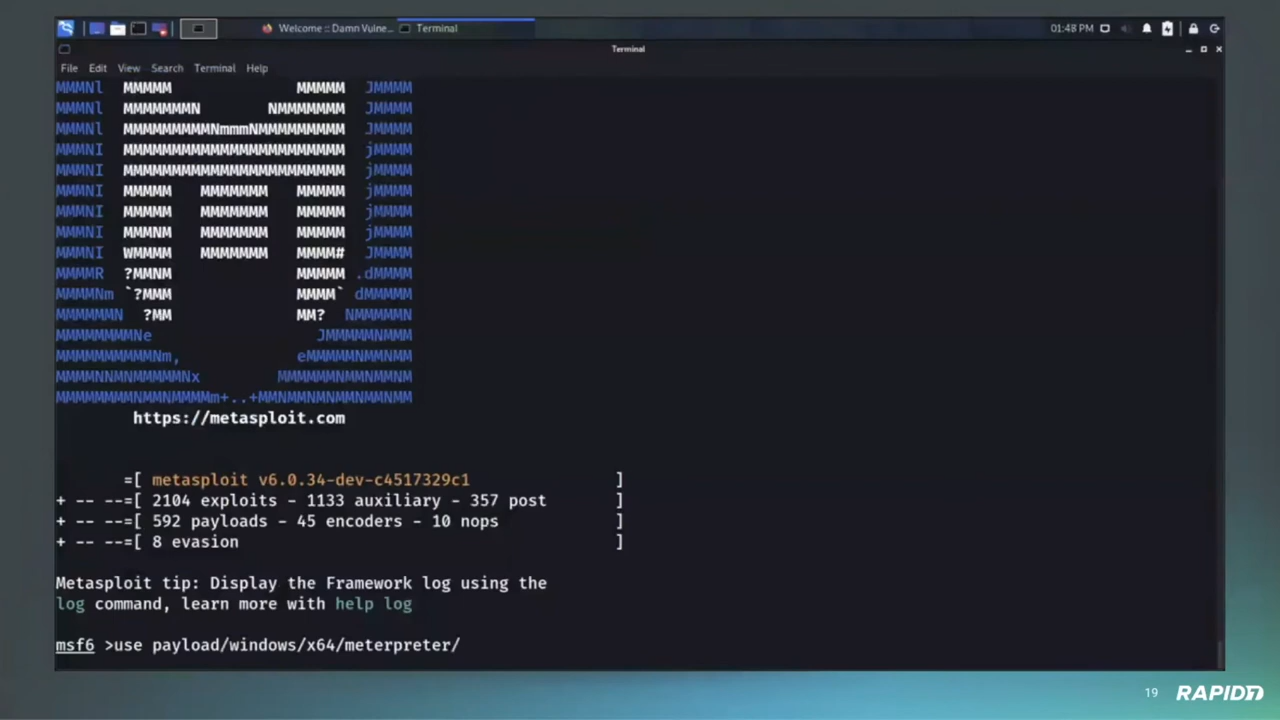 Welcome :: Damn Vulne...
Terminal
01:48 PM
Terminal
File Edit View Search Terminal Help
MMMNl  MMMMM             MMMMM  JMMMM
MMMNl  MMMMMMMN       NMMMMMMM  JMMMM
MMMNl  MMMMMMMMMNmmmNMMMMMMMMM  JMMMM
MMMNI  MMMMMMMMMMMMMMMMMMMMMMM  jMMMM
MMMNI  MMMMMMMMMMMMMMMMMMMMMMM  jMMMM
MMMNI  MMMMM   MMMMMMM   MMMMM  jMMMM
MMMNI  MMMMM   MMMMMMM   MMMMM  jMMMM
MMMNI  MMMNM   MMMMMMM   MMMMM  jMMMM
MMMNI  WMMMM   MMMMMMM   MMMM#  JMMMM
MMMMR  ?MMNM             MMMMM .dMMMM
MMMMNm `?MMM             MMMM` dMMMMM
MMMMMMN  ?MM             MM?  NMMMMMN
MMMMMMMMNe                 JMMMMMNMMM
MMMMMMMMMMNm,            eMMMMMNMMNMM
MMMMNNMNMMMMMNx        MMMMMMNMMNMMNM
MMMMMMMMNMMNMMMMm+..+MMNMMNMNMMNMMNMM
https://metasploit.com
=[ metasploit v6.0.34-dev-c4517329c1 ]
+ -- --=[ 2104 exploits - 1133 auxiliary - 357 post ]
+ -- --=[ 592 payloads - 45 encoders - 10 nops ]
+ -- --=[ 8 evasion ]
Metasploit tip: Display the Framework log using the
log command, learn more with help log
msf6 >use payload/windows/x64/meterpreter/
19 RAPID7